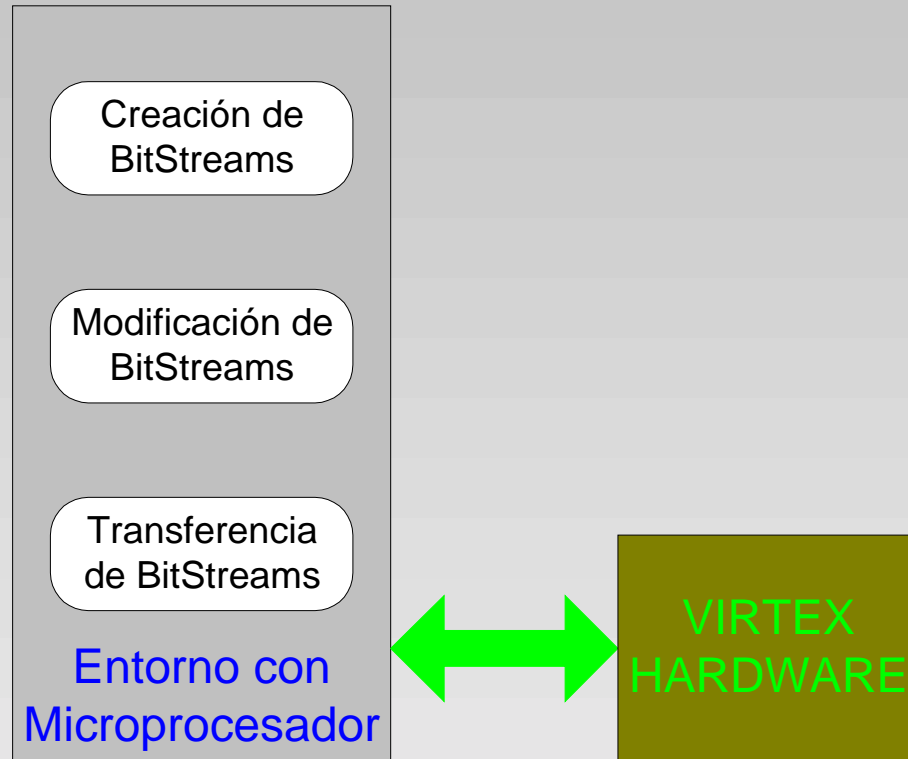 Creación de
BitStreams
Modificación de
BitStreams
Transferencia
de BitStreams
Entorno con
Microprocesador
VIRTEX
HARDWARE